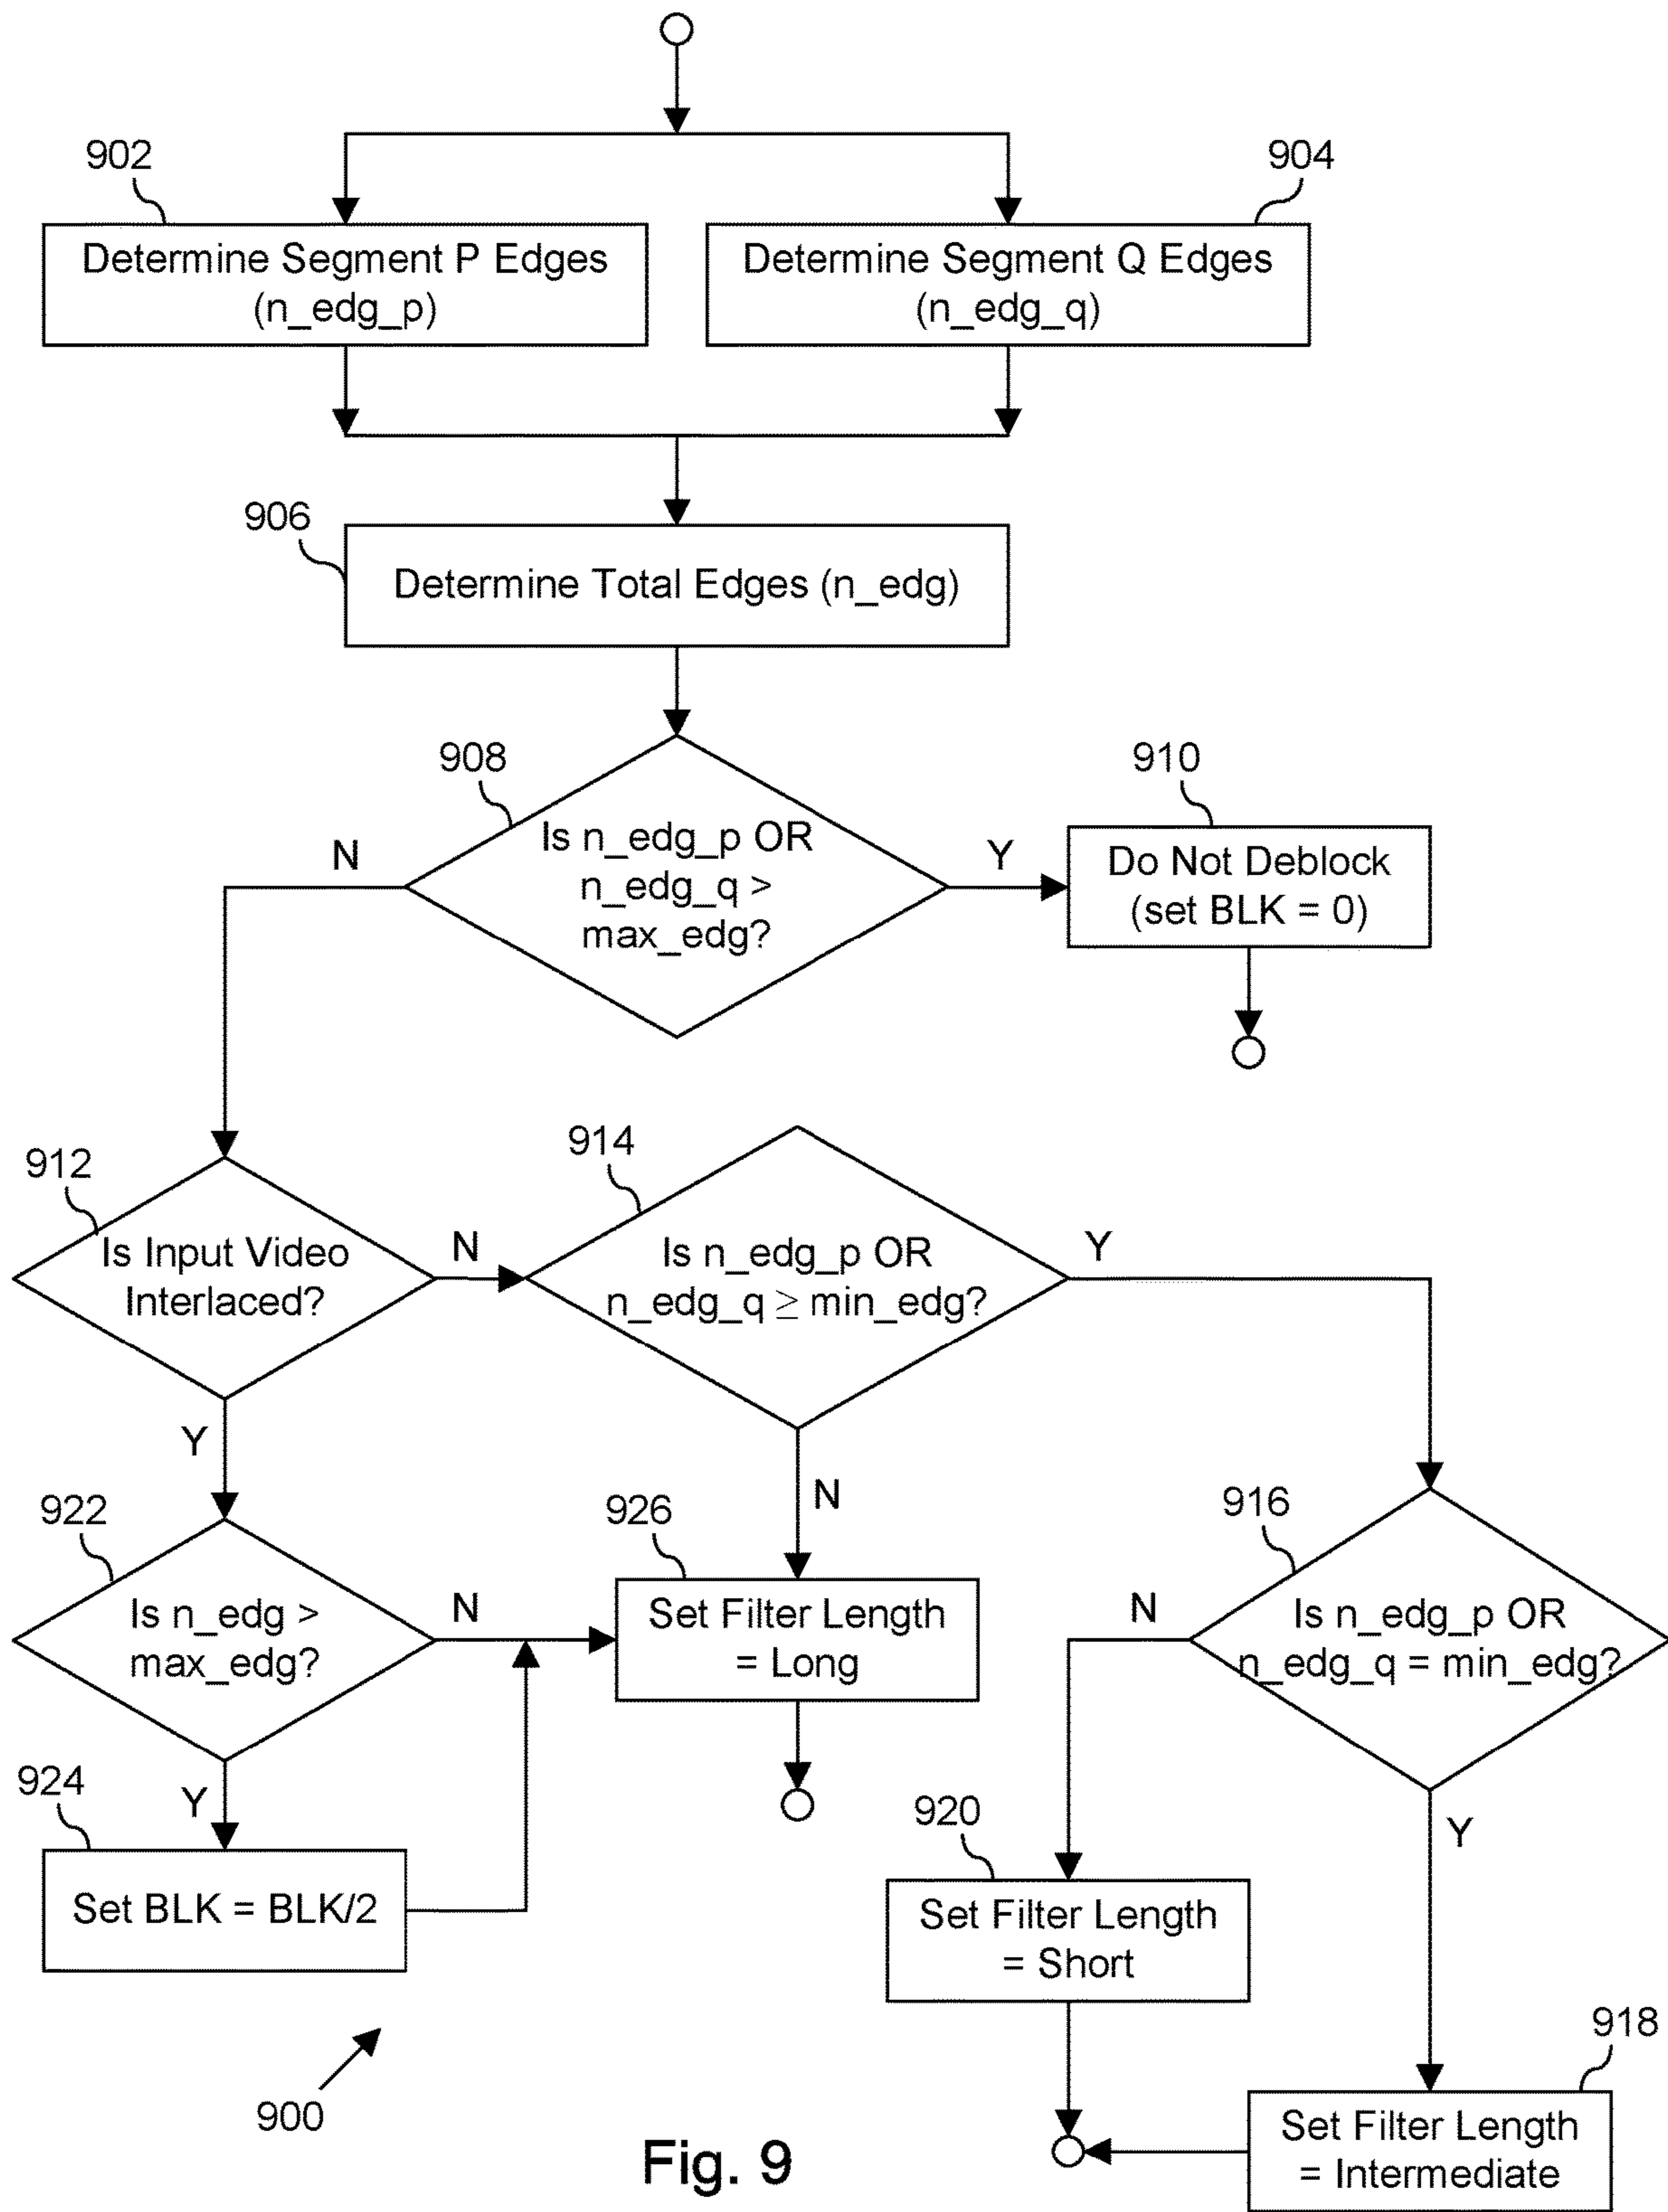 902
904
Determine Segment P Edges
(n_edg_p)
Determine Segment Q Edges
(n_edg_q)
906
Determine Total Edges (n_edg)
908
910
Is n_edg_p OR
n_edg_q >
max_edg?
N
Y
Do Not Deblock
(set BLK = 0)
912
914
Is Input Video
Interlaced?
N
Is n_edg_p OR
n_edg_q ≥ min_edg?
Y
Y
N
922
926
916
Is n_edg >
max_edg?
N
Set Filter Length
= Long
N
Is n_edg_p OR
n_edg_q = min_edg?
924
Y
920
Y
Set BLK = BLK/2
Set Filter Length
= Short
918
900
Set Filter Length
= Intermediate
Fig. 9